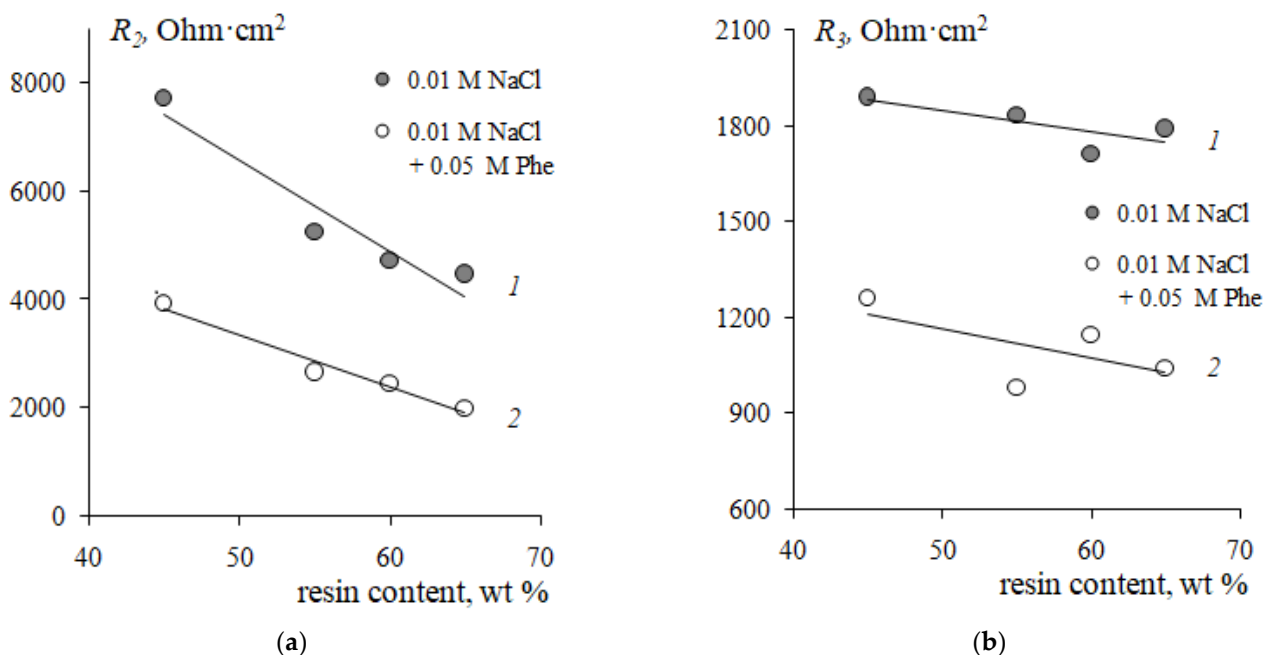 R2, Ohm·cm²
8000
6000
4000
2000
0
40
50
60
70
resin content, wt %
0.01 M NaCl
0.01 M NaCl
+ 0.05 M Phe
1
2
(a)
R3, Ohm·cm²
2100
1800
1500
1200
900
600
40
50
60
70
resin content, wt %
1
0.01 M NaCl
0.01 M NaCl
+ 0.05 M Phe
2
(b)